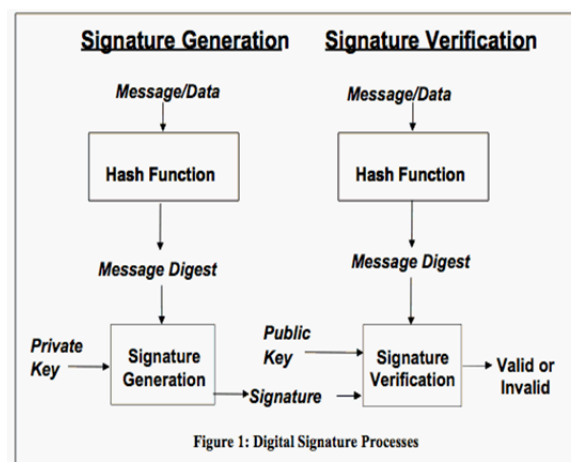 Signature Generation
Signature Verification
Message/Data
Message/Data
Hash Function
Hash Function
Message Digest
Message Digest
Private
Key
Signature
Generation
Public
Key
Signature
Verification
Valid or
Invalid
Signature
Figure 1: Digital Signature Processes